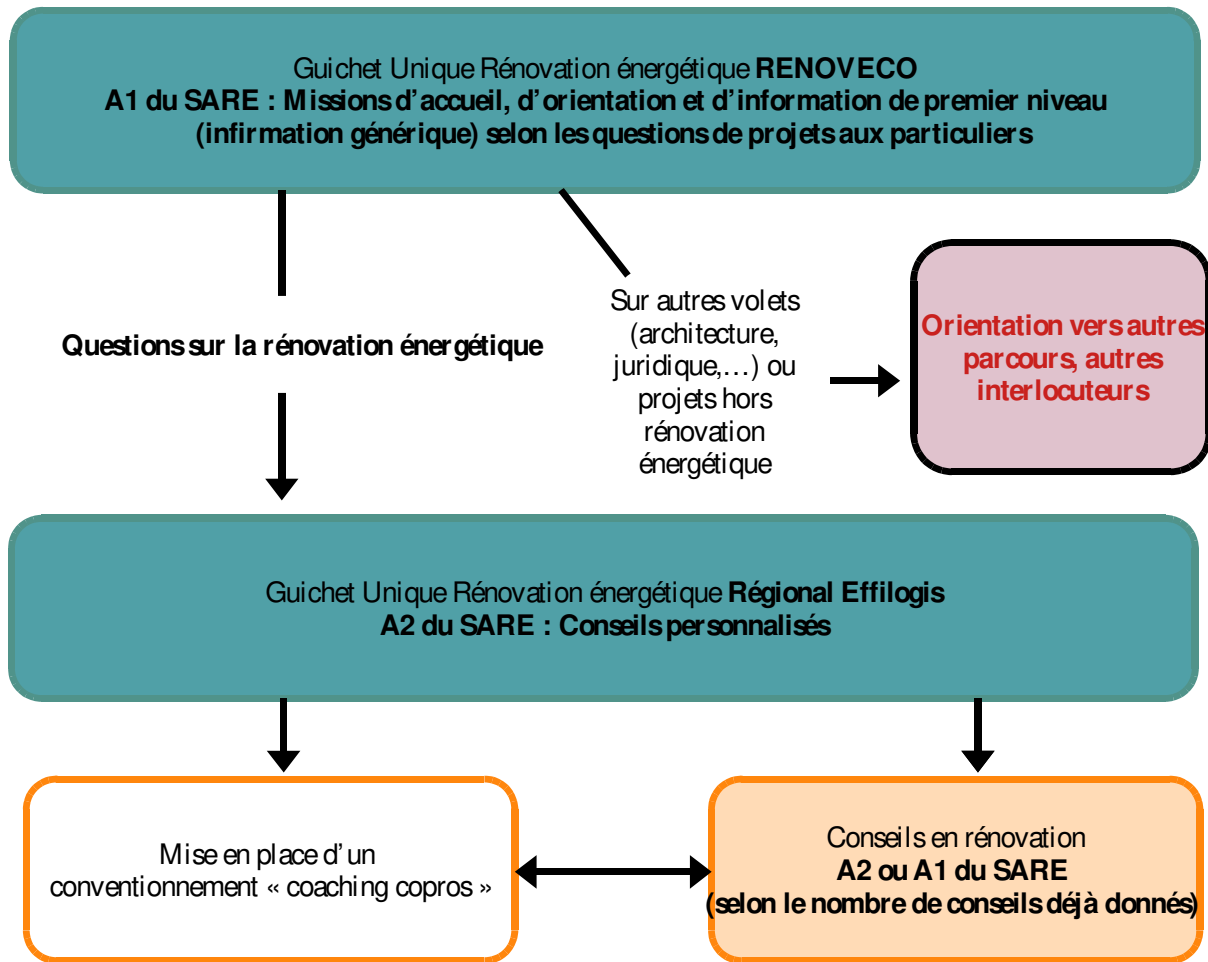 Guichet Unique Rénovation énergétique RENOVECO
A1 du SARE : Missions d'accueil, d'orientation et d'information de premier niveau
(infirmation générique) selon les questions de projets aux particuliers
Questions sur la rénovation énergétique
Sur autres volets
(architecture,
juridique,…) ou
projets hors
rénovation
énergétique
Orientation vers autres
parcours, autres
interlocuteurs
Guichet Unique Rénovation énergétique Régional Effilogis
A2 du SARE : Conseils personnalisés
Mise en place d'un
conventionnement « coaching copros »
Conseils en rénovation
A2 ou A1 du SARE
(selon le nombre de conseils déjà donnés)